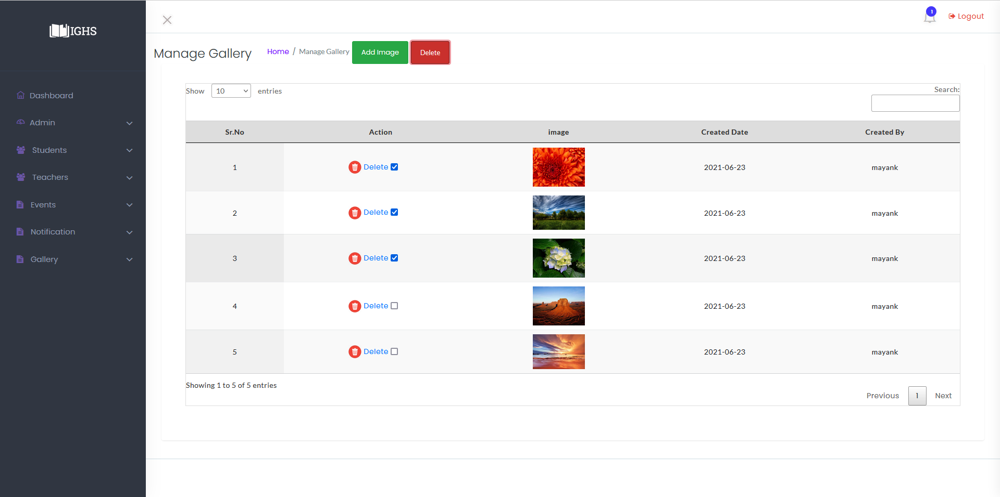 IGHS
1
Logout
Manage Gallery
Home / Manage Gallery
Add Image
Delete
Dashboard
Admin
Students
Teachers
Events
Notification
Gallery
Show 10 entries
Search:
Sr.No Action image Created Date Created By
1 Delete 2021-06-23 mayank
2 Delete 2021-06-23 mayank
3 Delete 2021-06-23 mayank
4 Delete 2021-06-23 mayank
5 Delete 2021-06-23 mayank
Showing 1 to 5 of 5 entries
Previous 1 Next